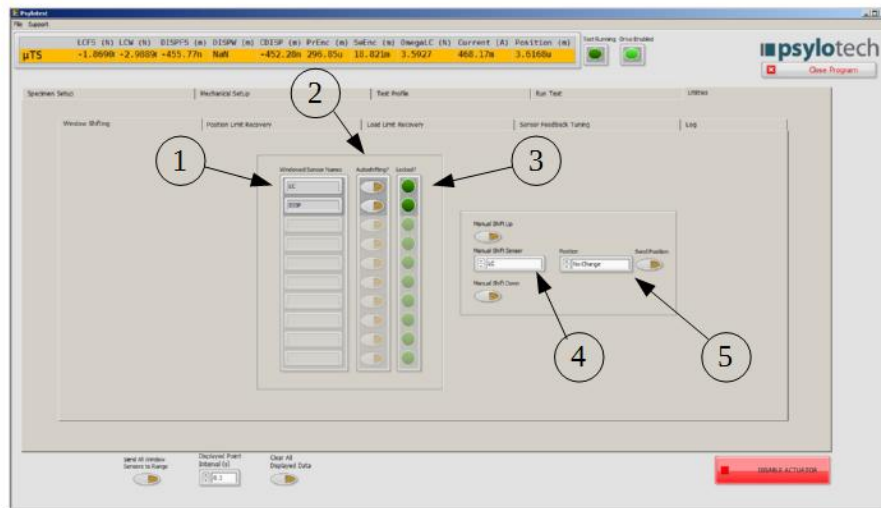 Psylotest
File Support
LCFS (N) LCW (N) DISPFS (m) DISPW (m) CDISP (m) PrEnc (m) SeEnc (m) OmegaLC (N) Current (A) Position (m)
µTS -1.8690 -2.9889 -455.77n NaN -452.20n 296.85u 18.821m 3.5927 468.17m 3.6168u
Test Running Drive Enabled
psylotech
Close Program
Specimen Setup Mechanical Setup Test Profile Run Test Utilities
Window Shifting Position Limit Recovery Load Limit Recovery Sensor Feedback Tuning Log
1 2 3
Windowed Sensor Names Autoshifting? Locked?
LC
DISP
Manual Shift Up
Manual Shift Sensor Position Send Position
LC No Change
Manual Shift Down
4 5
Send All Window Sensors to Range
Displayed Point Interval (s)
0.1
Clear All Displayed Data
DISABLE ACTUATOR